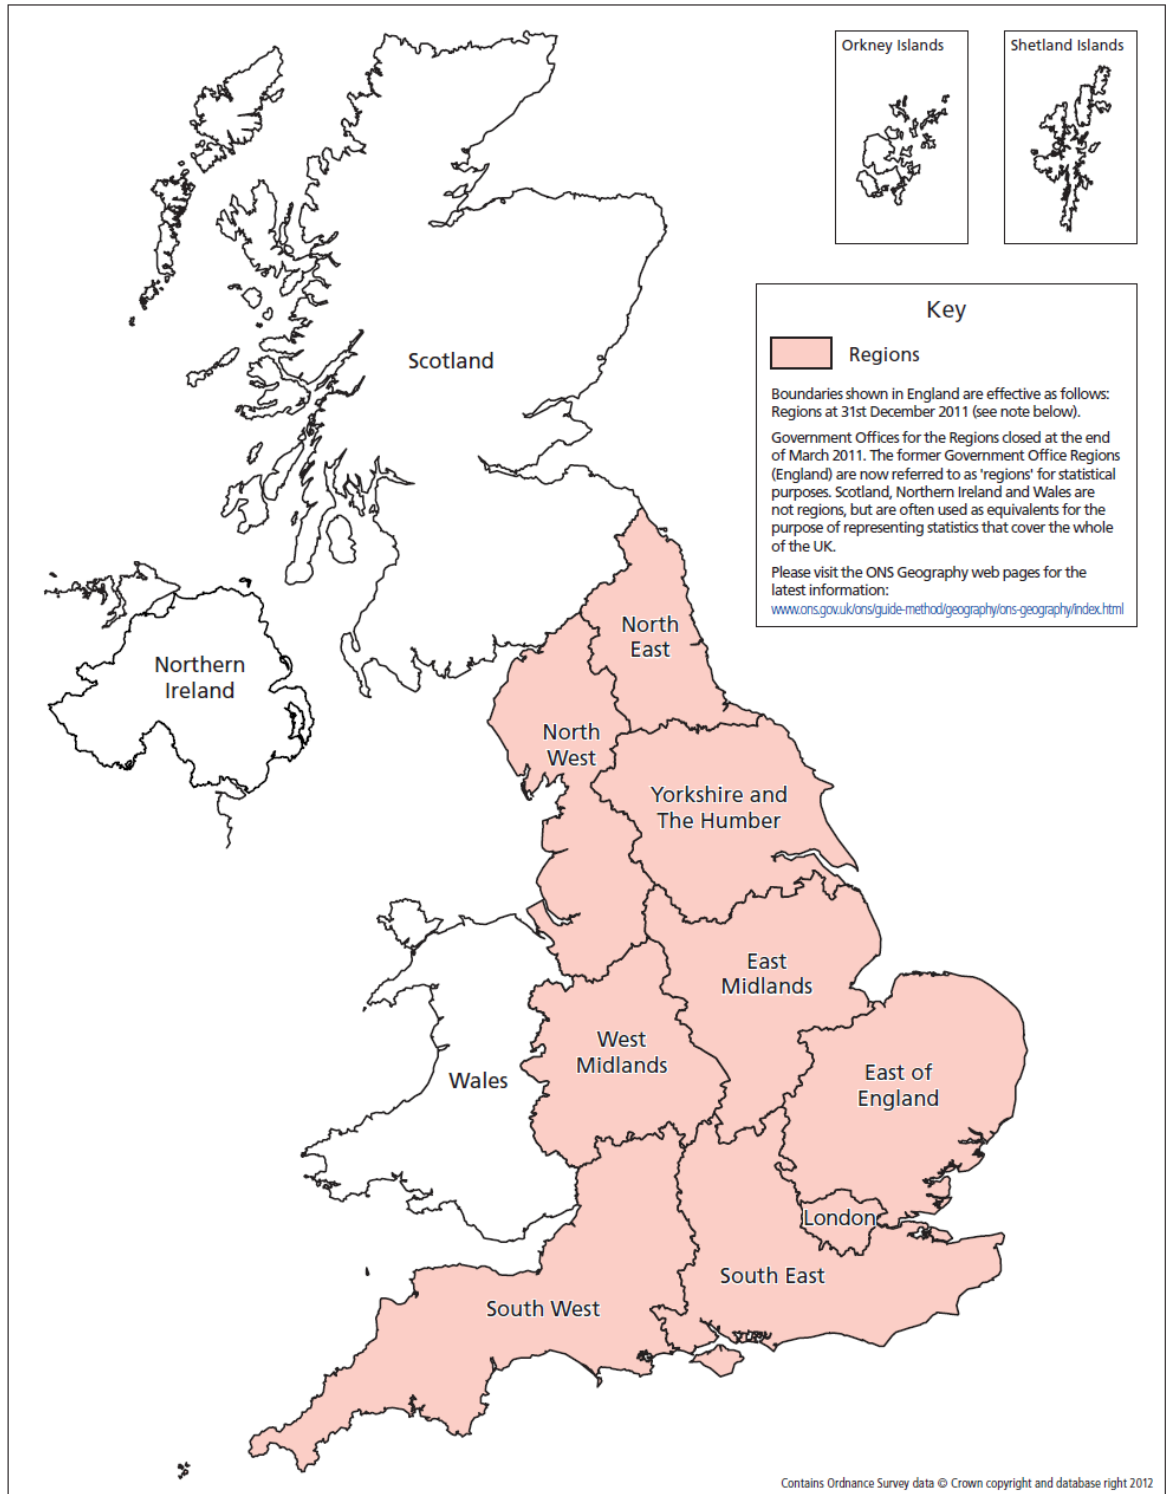 Orkney Islands
Shetland Islands
Key
Regions
Boundaries shown in England are effective as follows:
Regions at 31st December 2011 (see note below).
Government Offices for the Regions closed at the end
of March 2011. The former Government Office Regions
(England) are now referred to as 'regions' for statistical
purposes. Scotland, Northern Ireland and Wales are
not regions, but are often used as equivalents for the
purpose of representing statistics that cover the whole
of the UK.
Please visit the ONS Geography web pages for the
latest information:
www.ons.gov.uk/ons/guide-method/geography/ons-geography/index.html
Scotland
North
East
Northern
Ireland
North
West
Yorkshire and
The Humber
East
Midlands
West
Midlands
Wales
East of
England
London
South East
South West
Contains Ordnance Survey data © Crown copyright and database right 2012